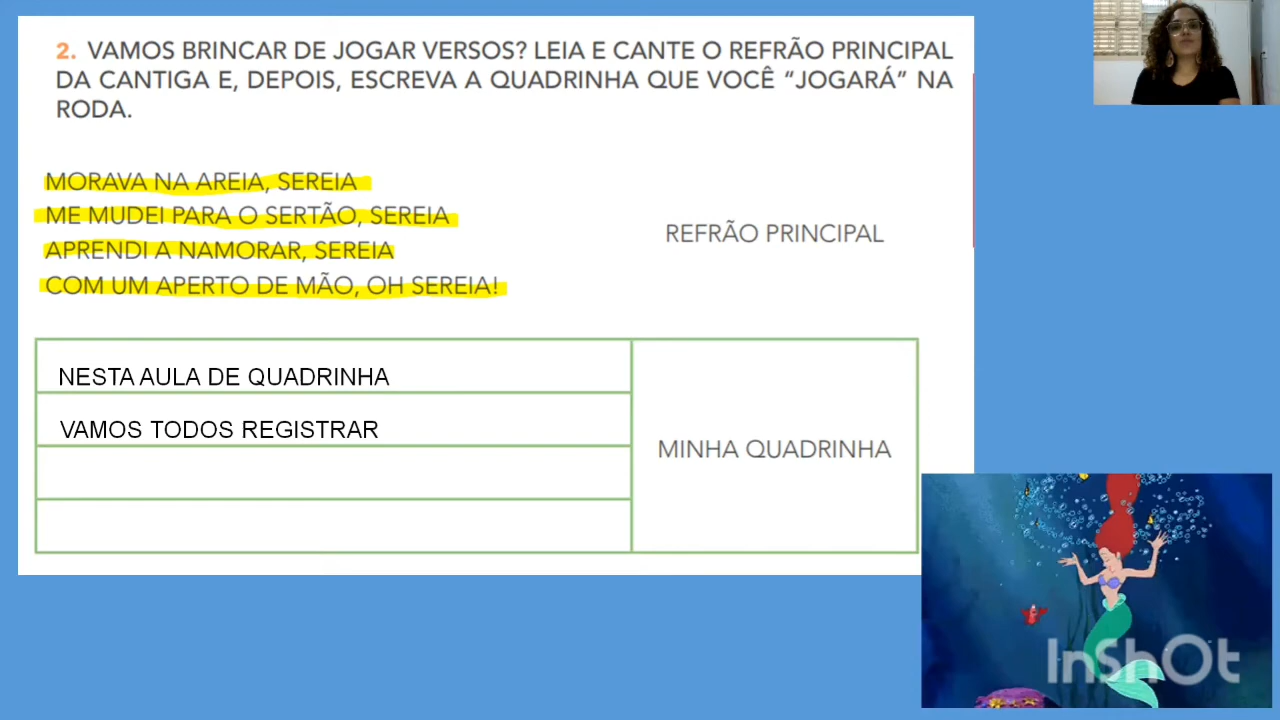 2. VAMOS BRINCAR DE JOGAR VERSOS? LEIA E CANTE O REFRÃO PRINCIPAL
DA CANTIGA E, DEPOIS, ESCREVA A QUADRINHA QUE VOCÊ “JOGARÁ” NA
RODA.
MORAVA NA AREIA, SEREIA
ME MUDEI PARA O SERTÃO, SEREIA
APRENDI A NAMORAR, SEREIA
COM UM APERTO DE MÃO, OH SEREIA!
REFRÃO PRINCIPAL
NESTA AULA DE QUADRINHA
VAMOS TODOS REGISTRAR
MINHA QUADRINHA
InShOt